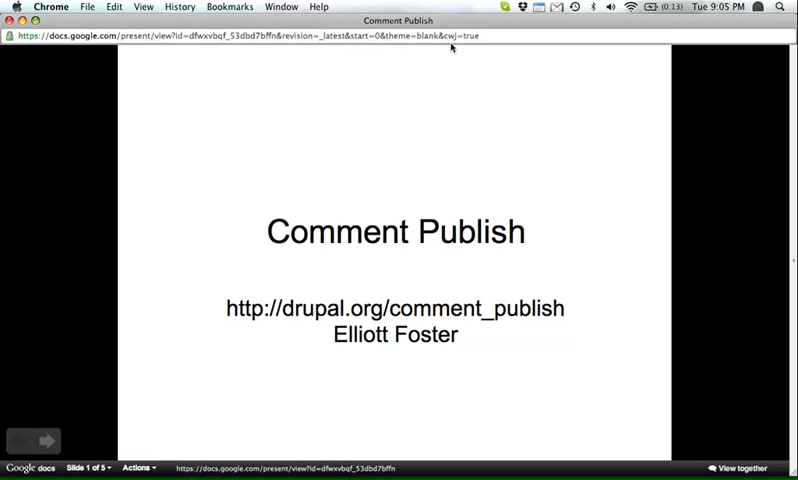 Chrome File Edit View History Bookmarks Window Help (0:13) Tue 9:05 PM
Comment Publish
https://docs.google.com/present/view?id=dfwxvbqf_53dbd7bffn&revision=_latest&start=0&theme=blank&cwj=true
Comment Publish
http://drupal.org/comment_publish
Elliott Foster
Google docs Slide 1 of 5 Actions https://docs.google.com/present/view?id=dfwxvbqf_53dbd7bffn View together